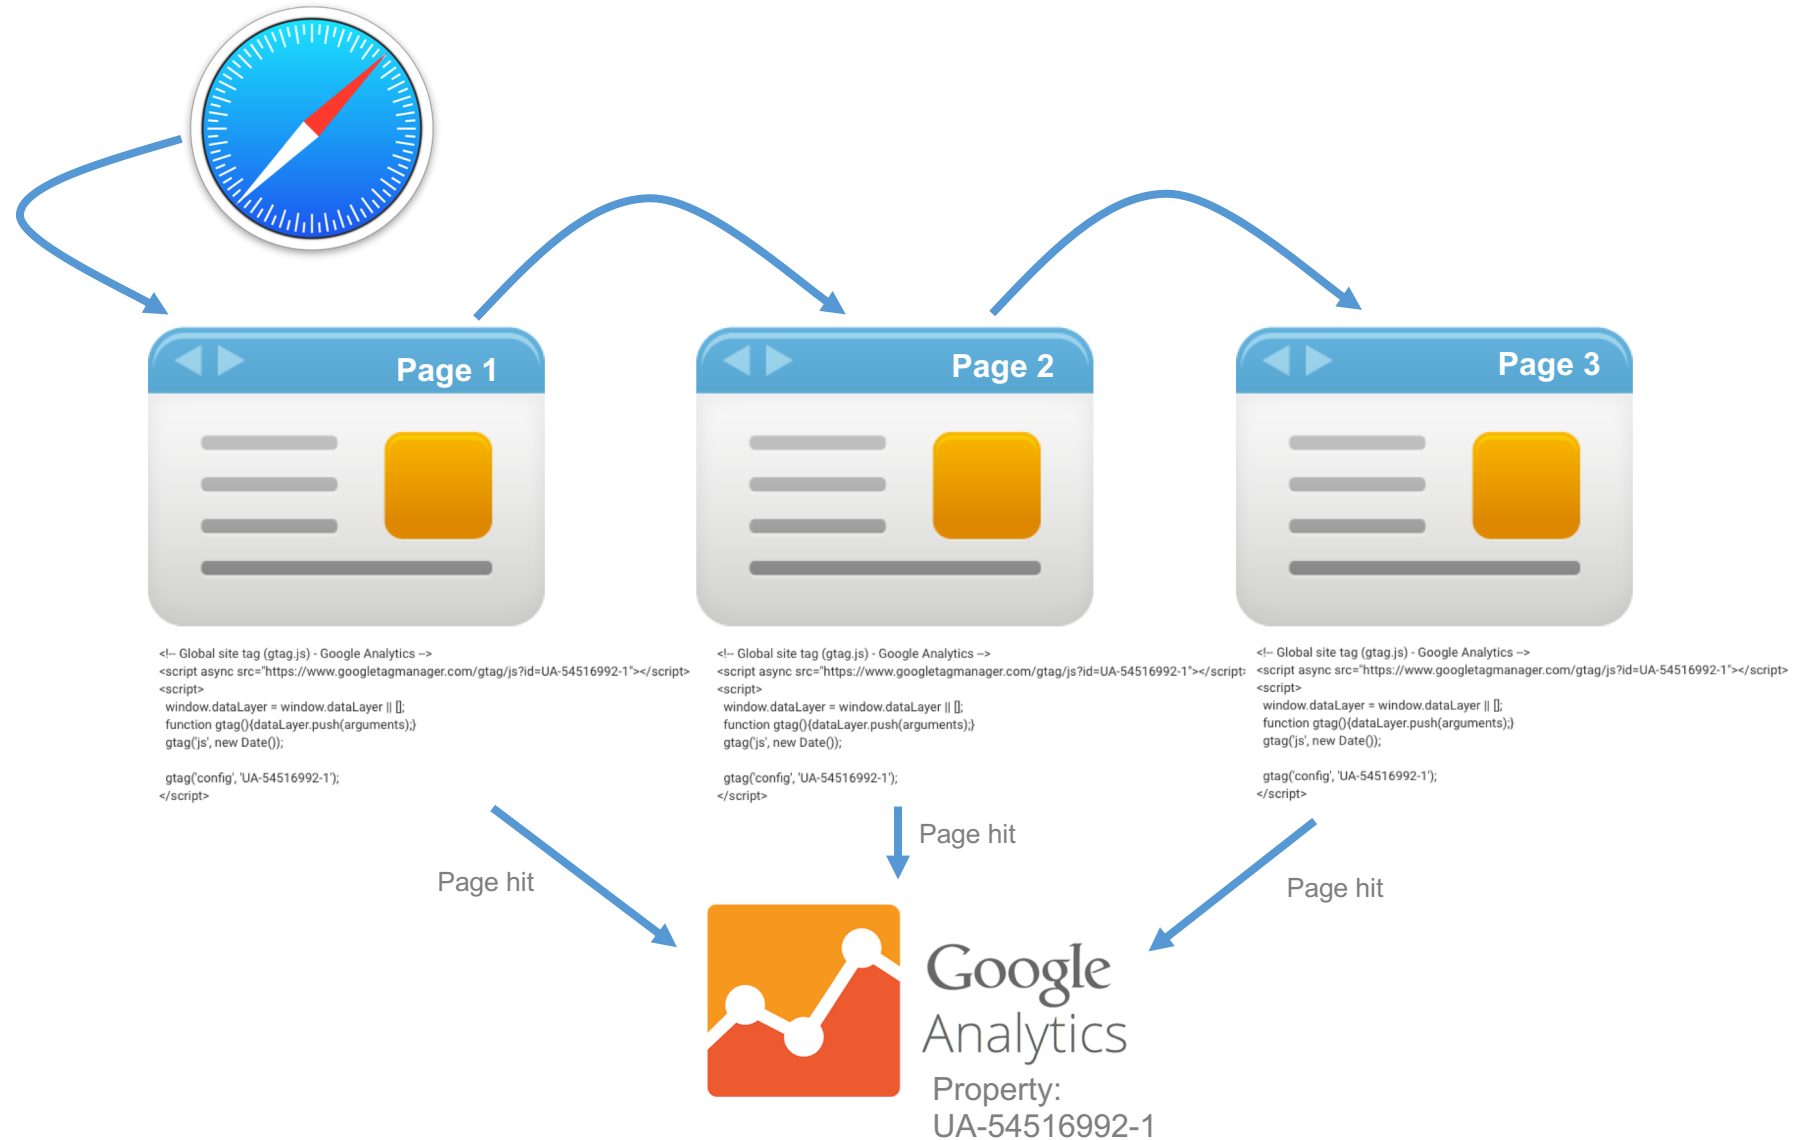 Page 1
Page 2
Page 3
<!-- Global site tag (gtag.js) - Google Analytics -->
<script async src="https://www.googletagmanager.com/gtag/js?id=UA-54516992-1"></script>
<script>
window.dataLayer = window.dataLayer || [];
function gtag(){dataLayer.push(arguments);}
gtag('js', new Date());
gtag('config', 'UA-54516992-1');
</script>
<!-- Global site tag (gtag.js) - Google Analytics -->
<script async src="https://www.googletagmanager.com/gtag/js?id=UA-54516992-1"></script>
<script>
window.dataLayer = window.dataLayer || [];
function gtag(){dataLayer.push(arguments);}
gtag('js', new Date());
gtag('config', 'UA-54516992-1');
</script>
<!-- Global site tag (gtag.js) - Google Analytics -->
<script async src="https://www.googletagmanager.com/gtag/js?id=UA-54516992-1"></script>
<script>
window.dataLayer = window.dataLayer || [];
function gtag(){dataLayer.push(arguments);}
gtag('js', new Date());
gtag('config', 'UA-54516992-1');
</script>
Page hit
Page hit
Page hit
Google
Analytics
Property:
UA-54516992-1